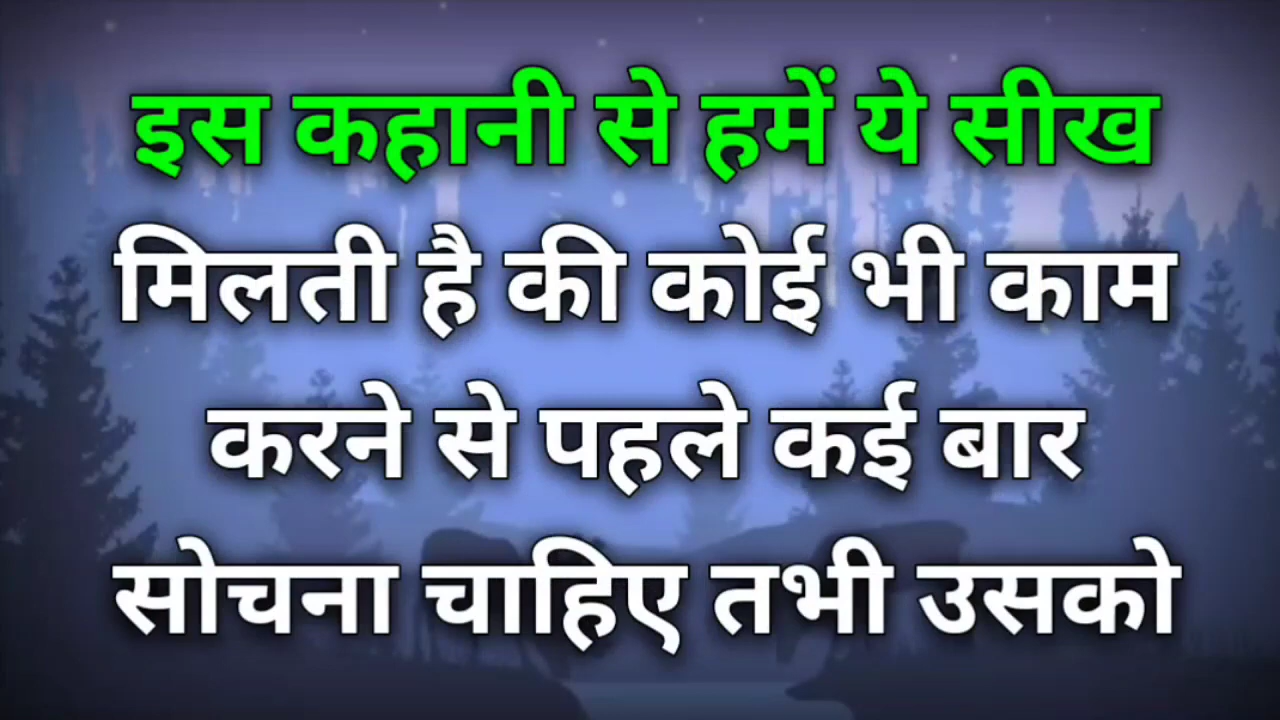 इस कहानी से हमें ये सीख
मिलती है की कोई भी काम
करने से पहले कई बार
सोचना चाहिए तभी उसको